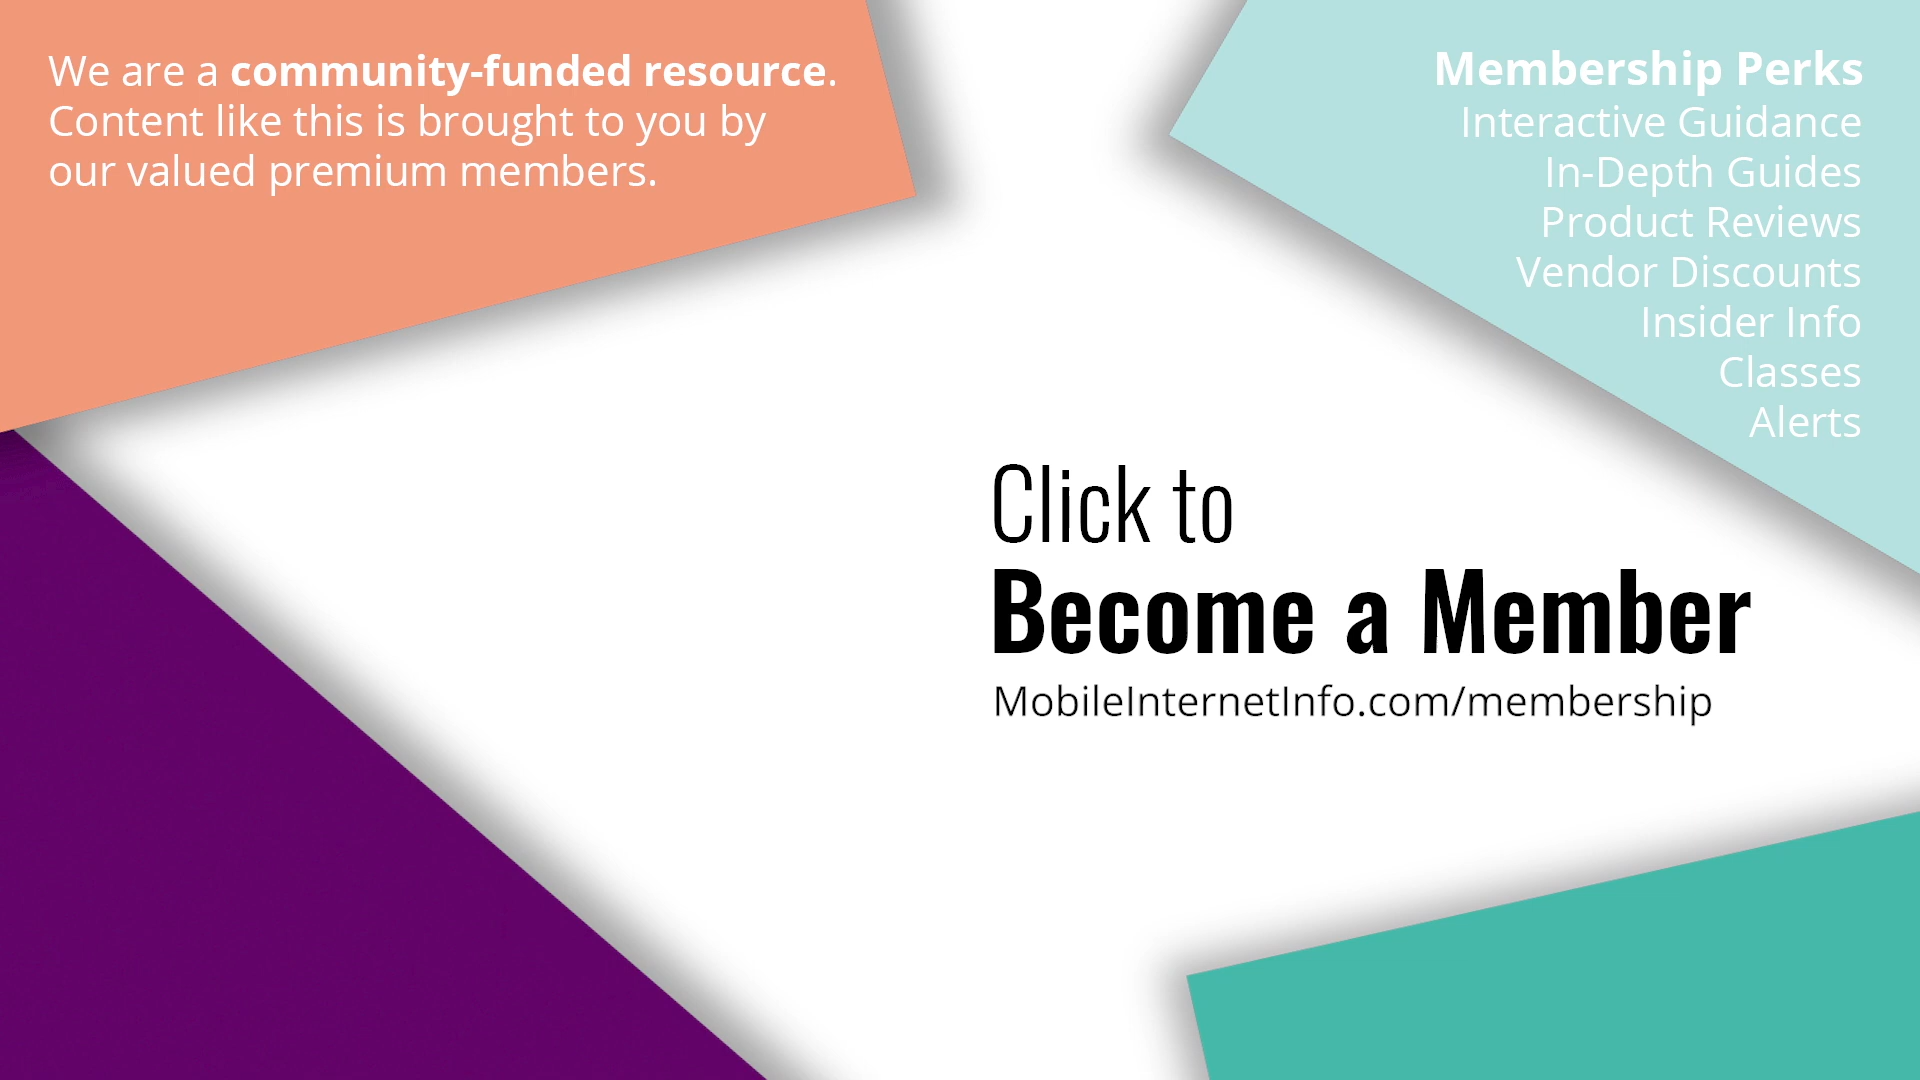 We are a community-funded resource.
Content like this is brought to you by
our valued premium members.
Membership Perks
Interactive Guidance
In-Depth Guides
Product Reviews
Vendor Discounts
Insider Info
Classes
Alerts
Click to
Become a Member
MobileInternetInfo.com/membership